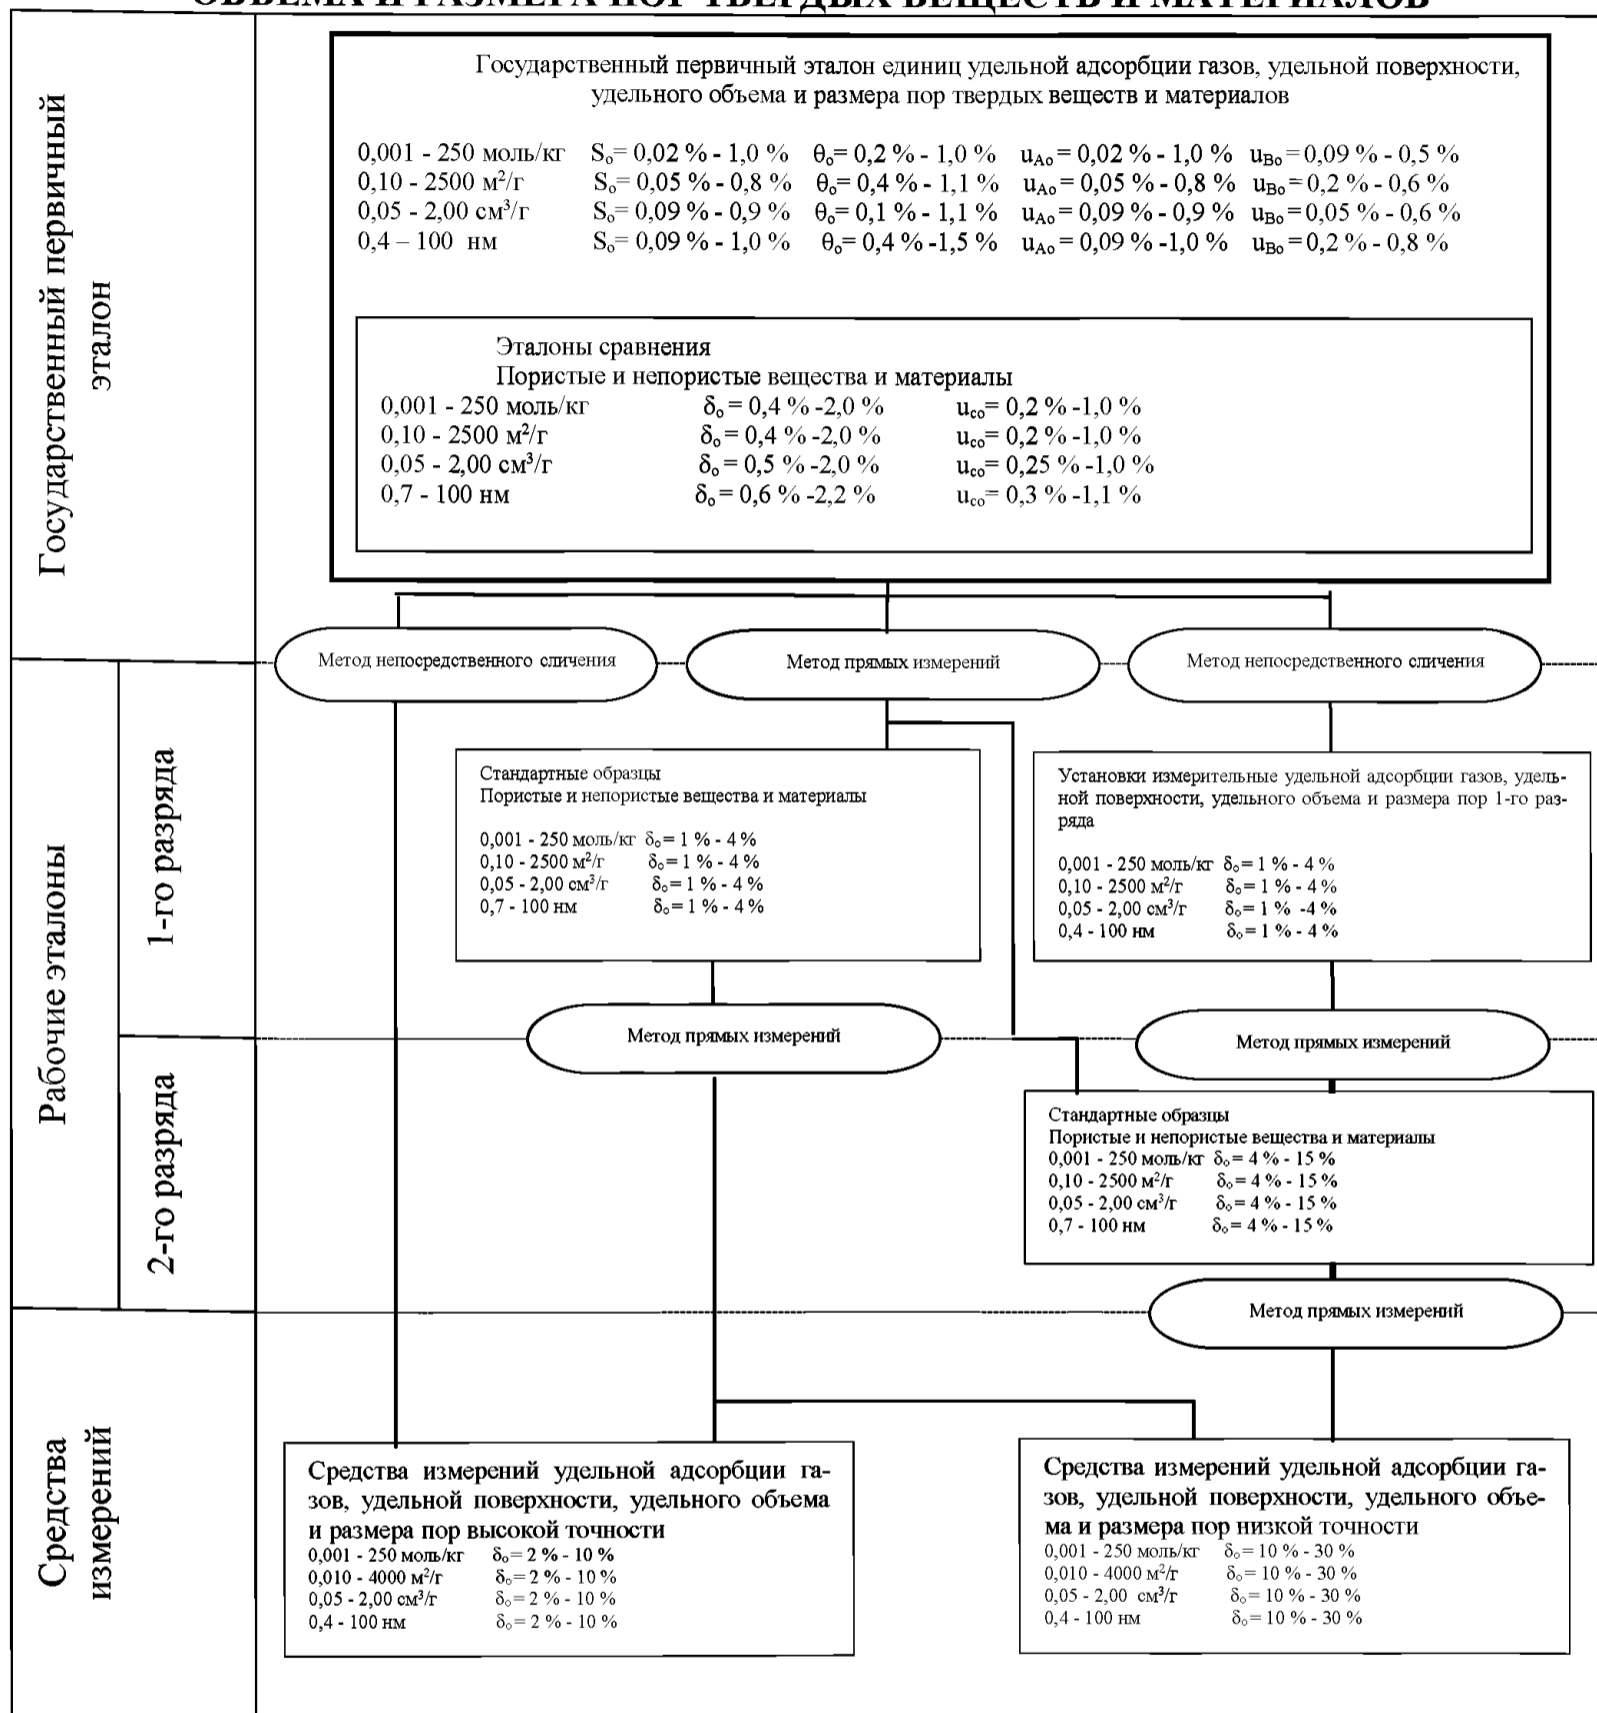 ОБЪЕМА И РАЗМЕРА ПОР ТВЕРДЫХ ВЕЩЕСТВ И МАТЕРИАЛОВ
Государственный первичный
эталон
Государственный первичный эталон единиц удельной адсорбции газов, удельной поверхности,
удельного объема и размера пор твердых веществ и материалов
0,001 - 250 моль/кг S₀= 0,02 % - 1,0 % θ₀= 0,2 % - 1,0 % u_Ao = 0,02 % - 1,0 % u_Bo = 0,09 % - 0,5 %
0,10 - 2500 м²/г S₀= 0,05 % - 0,8 % θ₀= 0,4 % - 1,1 % u_Ao = 0,05 % - 0,8 % u_Bo = 0,2 % - 0,6 %
0,05 - 2,00 см³/г S₀= 0,09 % - 0,9 % θ₀= 0,1 % - 1,1 % u_Ao = 0,09 % - 0,9 % u_Bo = 0,05 % - 0,6 %
0,4 – 100 нм S₀= 0,09 % - 1,0 % θ₀= 0,4 % -1,5 % u_Ao = 0,09 % -1,0 % u_Bo = 0,2 % - 0,8 %
Эталоны сравнения
Пористые и непористые вещества и материалы
0,001 - 250 моль/кг δ₀ = 0,4 % -2,0 % u_co= 0,2 % -1,0 %
0,10 - 2500 м²/г δ₀ = 0,4 % -2,0 % u_co= 0,2 % -1,0 %
0,05 - 2,00 см³/г δ₀ = 0,5 % -2,0 % u_co= 0,25 % -1,0 %
0,7 - 100 нм δ₀ = 0,6 % -2,2 % u_co= 0,3 % -1,1 %
Метод непосредственного сличения
Метод прямых измерений
Метод непосредственного сличения
Рабочие эталоны
1-го разряда
Стандартные образцы
Пористые и непористые вещества и материалы
0,001 - 250 моль/кг δ₀= 1 % - 4 %
0,10 - 2500 м²/г δ₀= 1 % - 4 %
0,05 - 2,00 см³/г δ₀= 1 % - 4 %
0,7 - 100 нм δ₀= 1 % - 4 %
Установки измерительные удельной адсорбции газов, удель-
ной поверхности, удельного объема и размера пор 1-го раз-
ряда
0,001 - 250 моль/кг δ₀= 1 % - 4 %
0,10 - 2500 м²/г δ₀= 1 % - 4 %
0,05 - 2,00 см³/г δ₀= 1 % -4 %
0,4 - 100 нм δ₀= 1 % - 4 %
Метод прямых измерений
Метод прямых измерений
2-го разряда
Стандартные образцы
Пористые и непористые вещества и материалы
0,001 - 250 моль/кг δ₀= 4 % - 15 %
0,10 - 2500 м²/г δ₀= 4 % - 15 %
0,05 - 2,00 см³/г δ₀= 4 % - 15 %
0,7 - 100 нм δ₀= 4 % - 15 %
Метод прямых измерений
Средства
измерений
Средства измерений удельной адсорбции га-
зов, удельной поверхности, удельного объема
и размера пор высокой точности
0,001 - 250 моль/кг δ₀= 2 % - 10 %
0,010 - 4000 м²/г δ₀= 2 % - 10 %
0,05 - 2,00 см³/г δ₀= 2 % - 10 %
0,4 - 100 нм δ₀= 2 % - 10 %
Средства измерений удельной адсорбции га-
зов, удельной поверхности, удельного объе-
ма и размера пор низкой точности
0,001 - 250 моль/кг δ₀= 10 % - 30 %
0,010 - 4000 м²/г δ₀= 10 % - 30 %
0,05 - 2,00 см³/г δ₀= 10 % - 30 %
0,4 - 100 нм δ₀= 10 % - 30 %